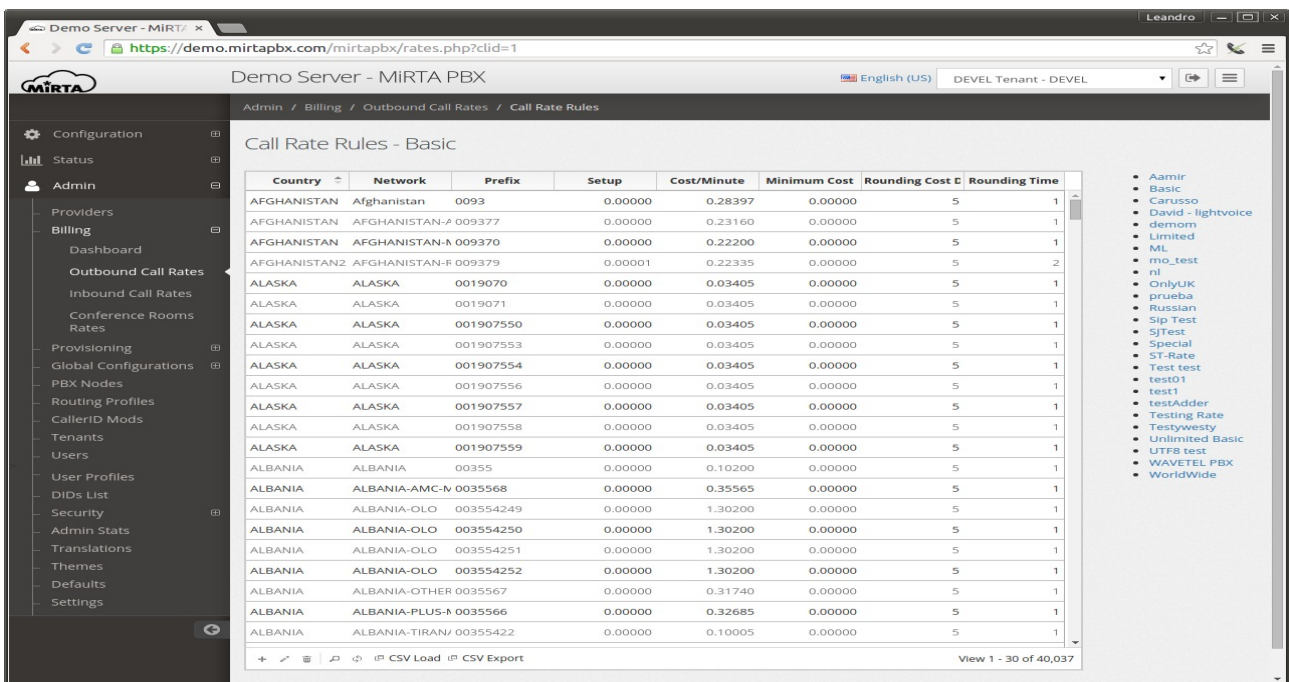 Demo Server - MiRTA ×
Leandro
https://demo.mirtapbx.com/mirtapbx/rates.php?clid=1
MiRTA
Demo Server - MiRTA PBX
English (US)
DEVEL Tenant - DEVEL
Admin / Billing / Outbound Call Rates / Call Rate Rules
Configuration
Status
Admin
Providers
Billing
Dashboard
Outbound Call Rates
Inbound Call Rates
Conference Rooms
Rates
Provisioning
Global Configurations
PBX Nodes
Routing Profiles
CallerID Mods
Tenants
Users
User Profiles
DIDs List
Security
Admin Stats
Translations
Themes
Defaults
Settings
Call Rate Rules - Basic
Country Network Prefix Setup Cost/Minute Minimum Cost Rounding Cost D Rounding Time
AFGHANISTAN Afghanistan 0093 0.00000 0.28397 0.00000 5 1
AFGHANISTAN AFGHANISTAN-A 009377 0.00000 0.23160 0.00000 5 1
AFGHANISTAN AFGHANISTAN-M 009370 0.00000 0.22200 0.00000 5 1
AFGHANISTAN2 AFGHANISTAN-R 009379 0.00001 0.22335 0.00000 5 2
ALASKA ALASKA 0019070 0.00000 0.03405 0.00000 5 1
ALASKA ALASKA 0019071 0.00000 0.03405 0.00000 5 1
ALASKA ALASKA 001907550 0.00000 0.03405 0.00000 5 1
ALASKA ALASKA 001907553 0.00000 0.03405 0.00000 5 1
ALASKA ALASKA 001907554 0.00000 0.03405 0.00000 5 1
ALASKA ALASKA 001907556 0.00000 0.03405 0.00000 5 1
ALASKA ALASKA 001907557 0.00000 0.03405 0.00000 5 1
ALASKA ALASKA 001907558 0.00000 0.03405 0.00000 5 1
ALASKA ALASKA 001907559 0.00000 0.03405 0.00000 5 1
ALBANIA ALBANIA 00355 0.00000 0.10200 0.00000 5 1
ALBANIA ALBANIA-AMC-M 0035568 0.00000 0.35565 0.00000 5 1
ALBANIA ALBANIA-OLO 003554249 0.00000 1.30200 0.00000 5 1
ALBANIA ALBANIA-OLO 003554250 0.00000 1.30200 0.00000 5 1
ALBANIA ALBANIA-OLO 003554251 0.00000 1.30200 0.00000 5 1
ALBANIA ALBANIA-OLO 003554252 0.00000 1.30200 0.00000 5 1
ALBANIA ALBANIA-OTHER 0035567 0.00000 0.31740 0.00000 5 1
ALBANIA ALBANIA-PLUS-M 0035566 0.00000 0.32685 0.00000 5 1
ALBANIA ALBANIA-TIRANA 00355422 0.00000 0.10005 0.00000 5 1
CSV Load CSV Export
View 1 - 30 of 40,037
Aamir
Basic
Carusso
David - lightvoice
demom
Limited
ML
mo_test
nl
OnlyUK
prueba
Russian
Sip Test
SJTest
Special
ST-Rate
Test test
test01
test1
testAdder
Testing Rate
Testywesty
Unlimited Basic
UTF8 test
WAVETEL PBX
WorldWide